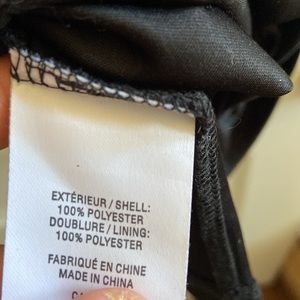 EXTÉRIEUR / SHELL:
100% POLYESTER
DOUBLURE / LINING:
100% POLYESTER
FABRIQUÉ EN CHINE
MADE IN CHINA